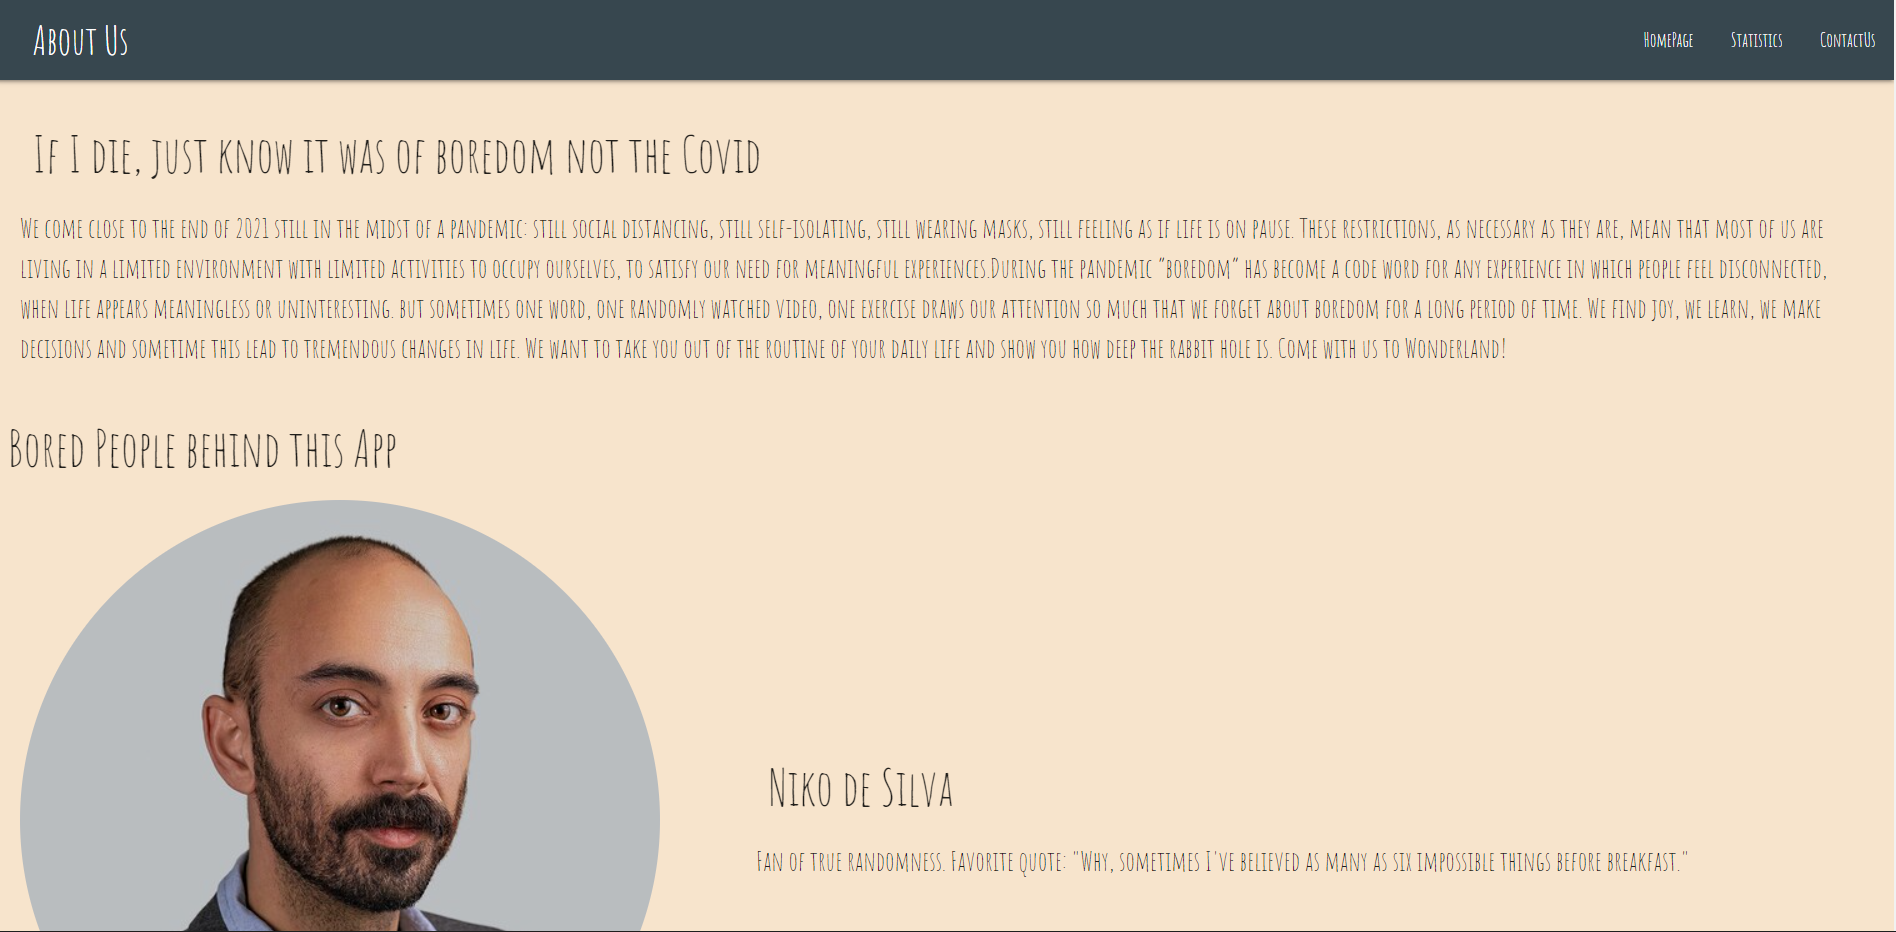 About Us
HomePage Statistics ContactUs
If I die, just know it was of boredom not the Covid
We come close to the end of 2021 still in the midst of a pandemic: still social distancing, still self-isolating, still wearing masks, still feeling as if life is on pause. These restrictions, as necessary as they are, mean that most of us are
living in a limited environment with limited activities to occupy ourselves, to satisfy our need for meaningful experiences.During the pandemic "boredom" has become a code word for any experience in which people feel disconnected,
when life appears meaningless or uninteresting. but sometimes one word, one randomly watched video, one exercise draws our attention so much that we forget about boredom for a long period of time. We find joy, we learn, we make
decisions and sometime this lead to tremendous changes in life. We want to take you out of the routine of your daily life and show you how deep the rabbit hole is. Come with us to Wonderland!
Bored People behind this App
Niko de Silva
Fan of true randomness. Favorite quote: "Why, sometimes I've believed as many as six impossible things before breakfast."